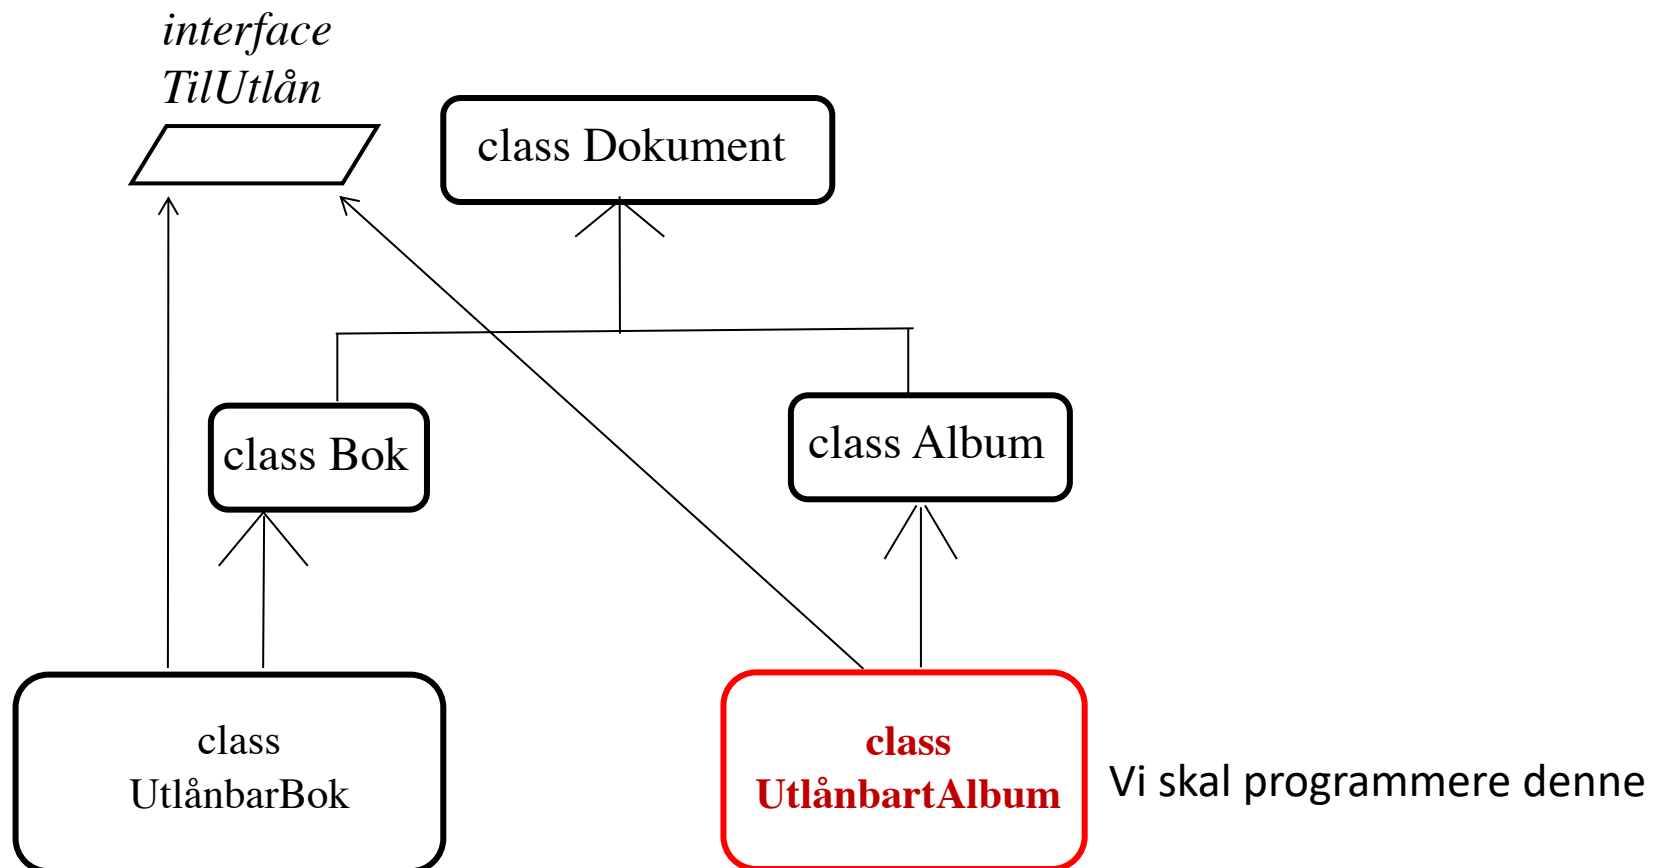 interface
TilUtlån
class Dokument
class Bok
class Album
class
UtlånbarBok
class
UtlånbartAlbum
Vi skal programmere denne